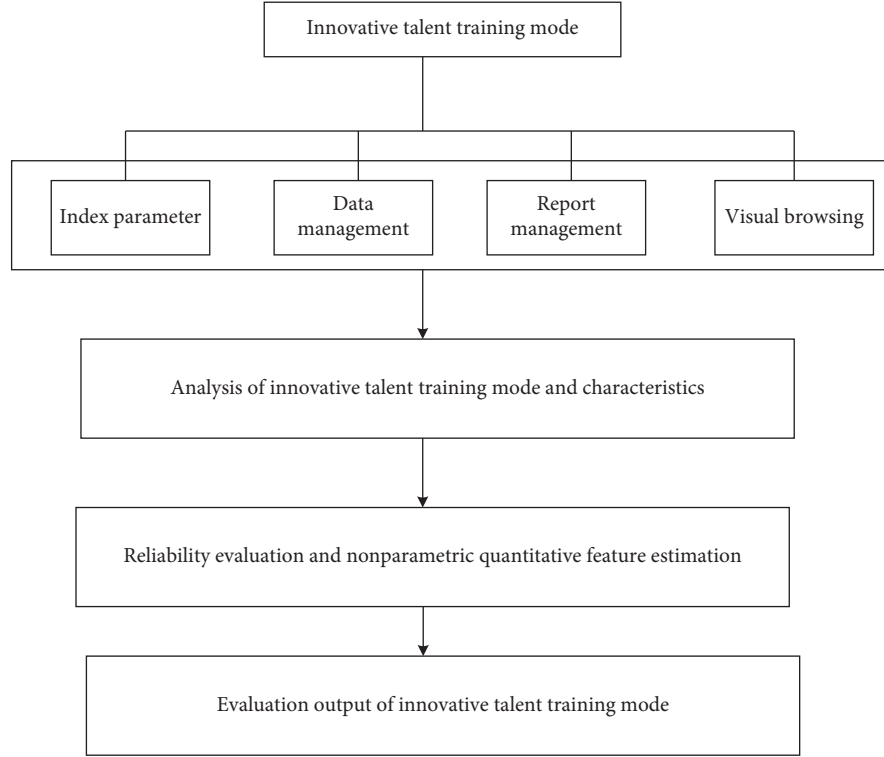 Innovative talent training mode
Index parameter
Data
management
Report
management
Visual browsing
Analysis of innovative talent training mode and characteristics
Reliability evaluation and nonparametric quantitative feature estimation
Evaluation output of innovative talent training mode